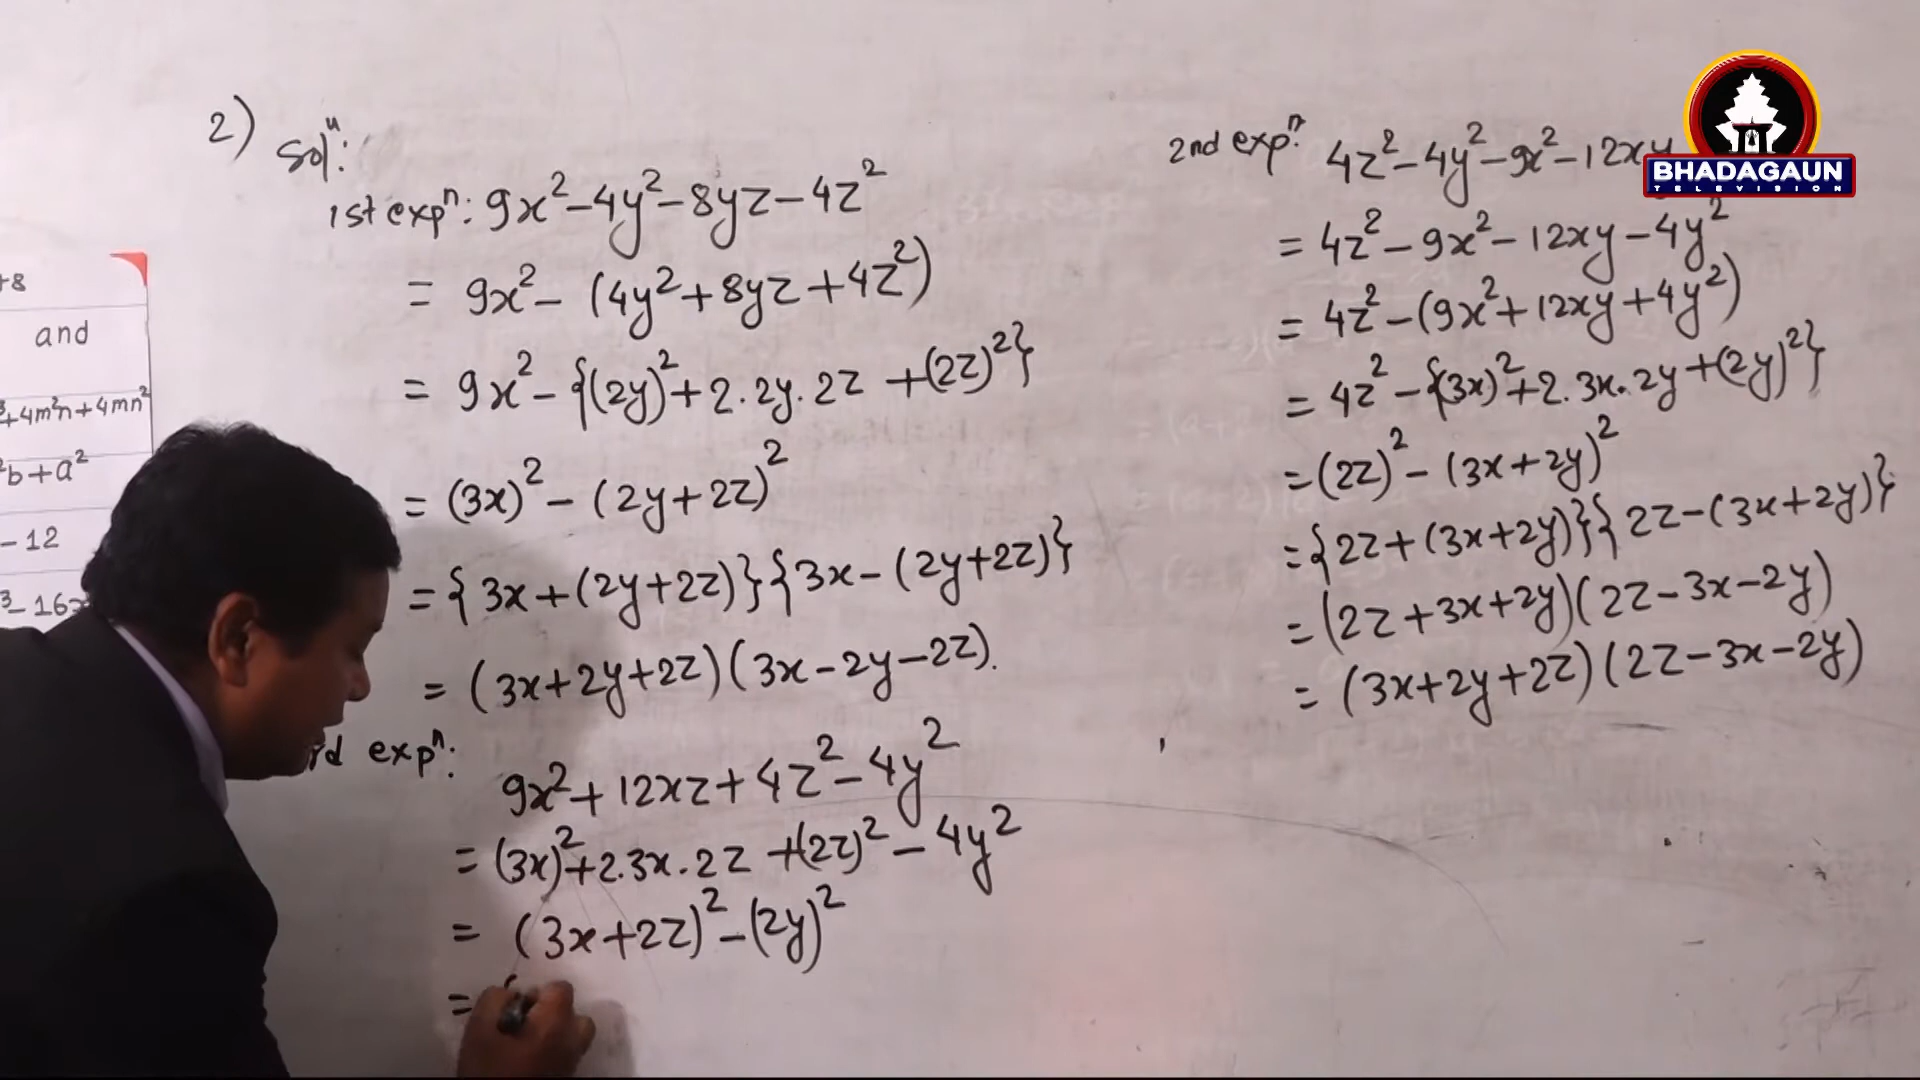 2) Solⁿ:
1st expⁿ: 9x²-4y²-8yz-4z²
= 9x²-(4y²+8yz+4z²)
= 9x²-{(2y)²+2.2y.2z+(2z)²}
= (3x)²-(2y+2z)²
={3x+(2y+2z)}{3x-(2y+2z)}
= (3x+2y+2z)(3x-2y-2z).
rd expⁿ:
9x²+12xz+4z²-4y²
= (3x)²+2.3x.2z+(2z)²-4y²
= (3x+2z)²-(2y)²
=
2nd expⁿ: 4z²-4y²-9x²-12xy
= 4z²-9x²-12xy-4y²
= 4z²-(9x²+12xy+4y²)
= 4z²-{(3x)²+2.3x.2y+(2y)²}
= (2z)²-(3x+2y)²
={2z+(3x+2y)}{2z-(3x+2y)}
= (2z+3x+2y)(2z-3x-2y)
= (3x+2y+2z)(2z-3x-2y)
+8
and
+4m²n+4mn²
b+a²
-12
³-16
BHADAGAUN
TELEVISION